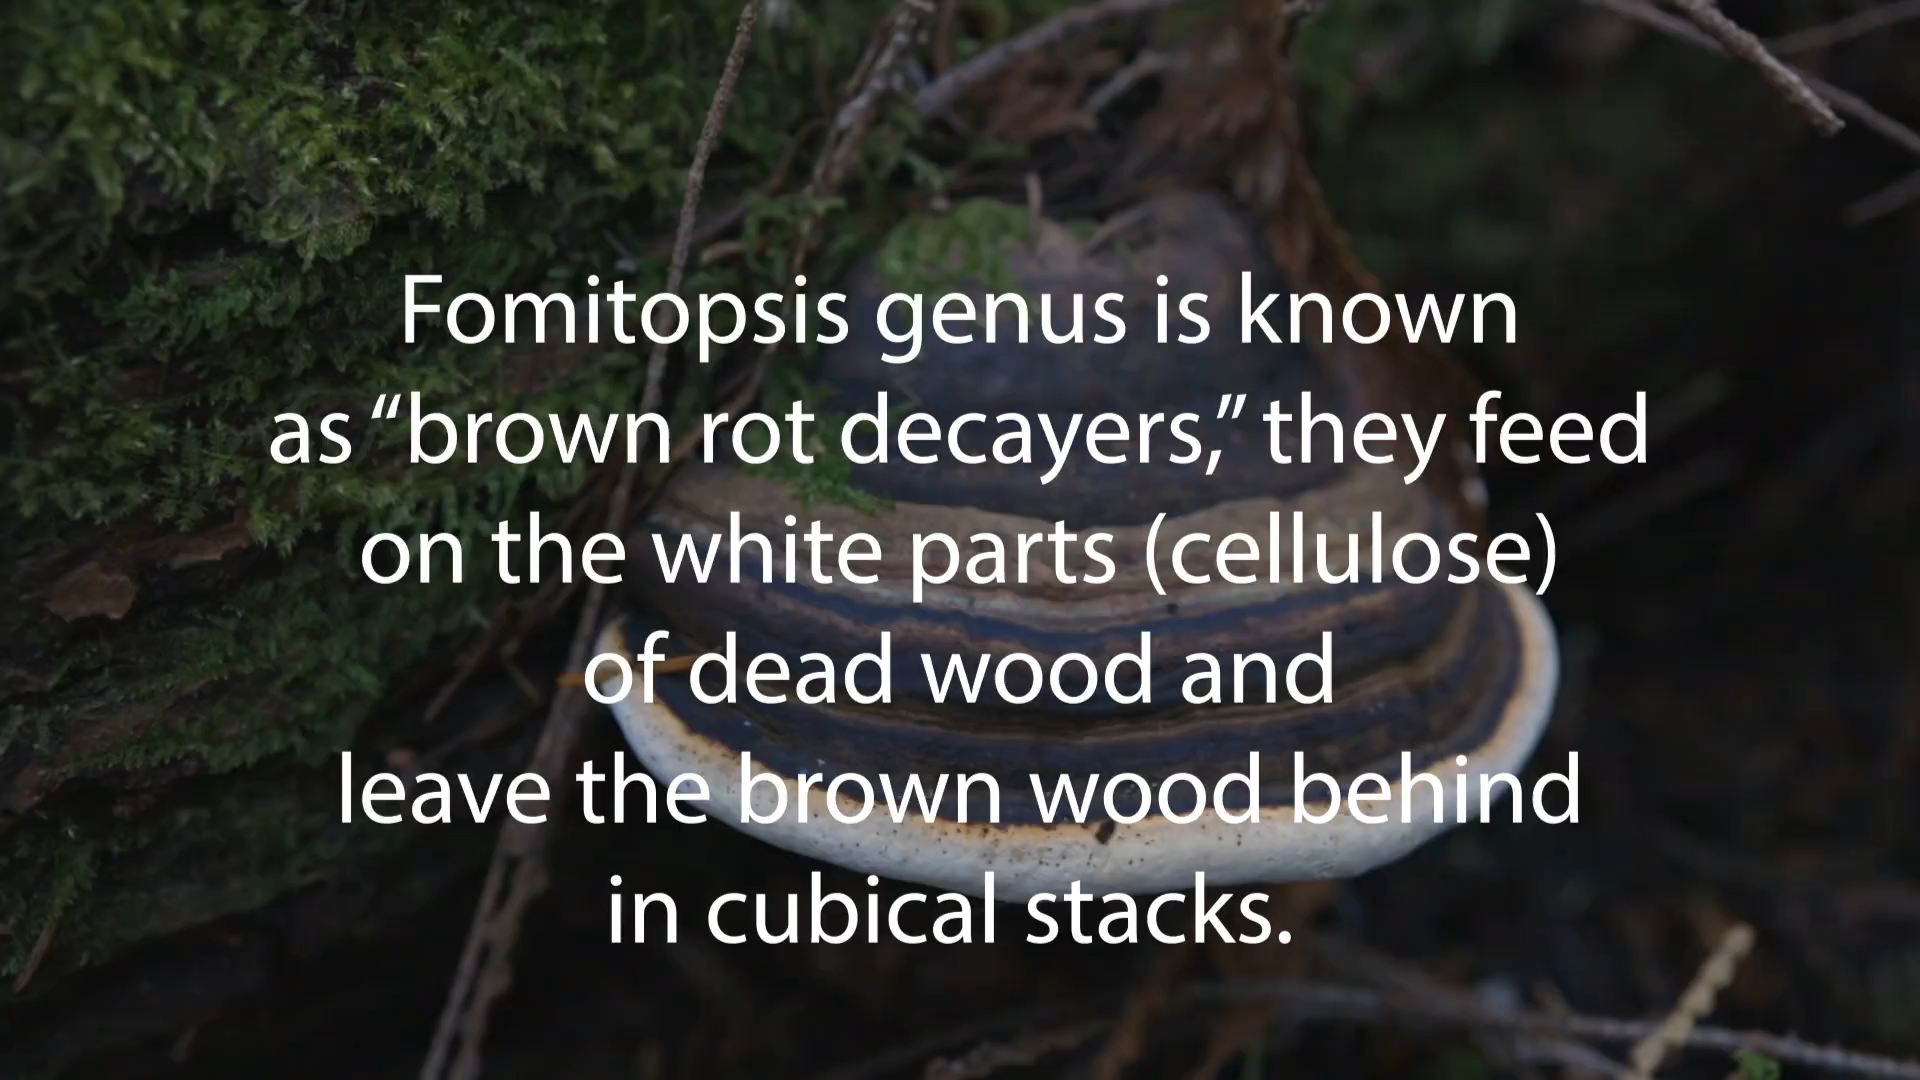 Fomitopsis genus is known
as “brown rot decayers,” they feed
on the white parts (cellulose)
of dead wood and
leave the brown wood behind
in cubical stacks.